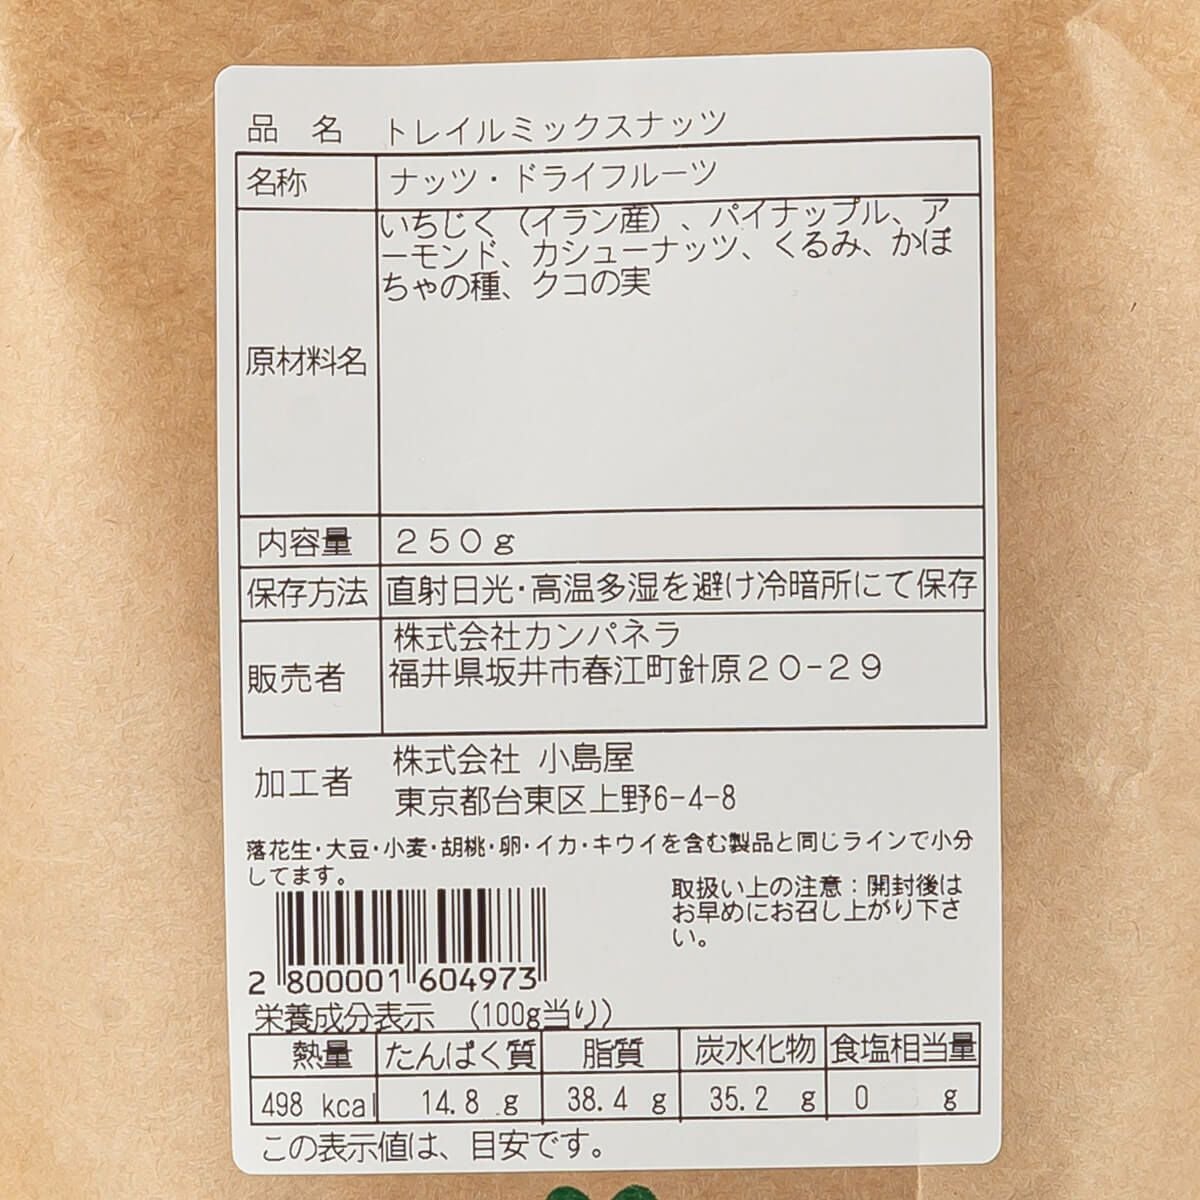 品 名 トレイルミックスナッツ
名称 ナッツ・ドライフルーツ
原材料名
いちじく（イラン産）、パイナップル、ア
ーモンド、カシューナッツ、くるみ、かぼ
ちゃの種、クコの実
内容量 ２５０ｇ
保存方法 直射日光・高温多湿を避け冷暗所にて保存
販売者
株式会社カンパネラ
福井県坂井市春江町針原２０-２９
加工者
株式会社 小島屋
東京都台東区上野6-4-8
落花生・大豆・小麦・胡桃・卵・イカ・キウイを含む製品と同じラインで小分
してます。
取扱い上の注意：開封後は
お早めにお召し上がり下さ
い。
2 800001 604973
栄養成分表示 （100g当り）
熱量 たんぱく質 脂質 炭水化物 食塩相当量
498 kcal 14.8 g 38.4 g 35.2 g 0 g
この表示値は、目安です。